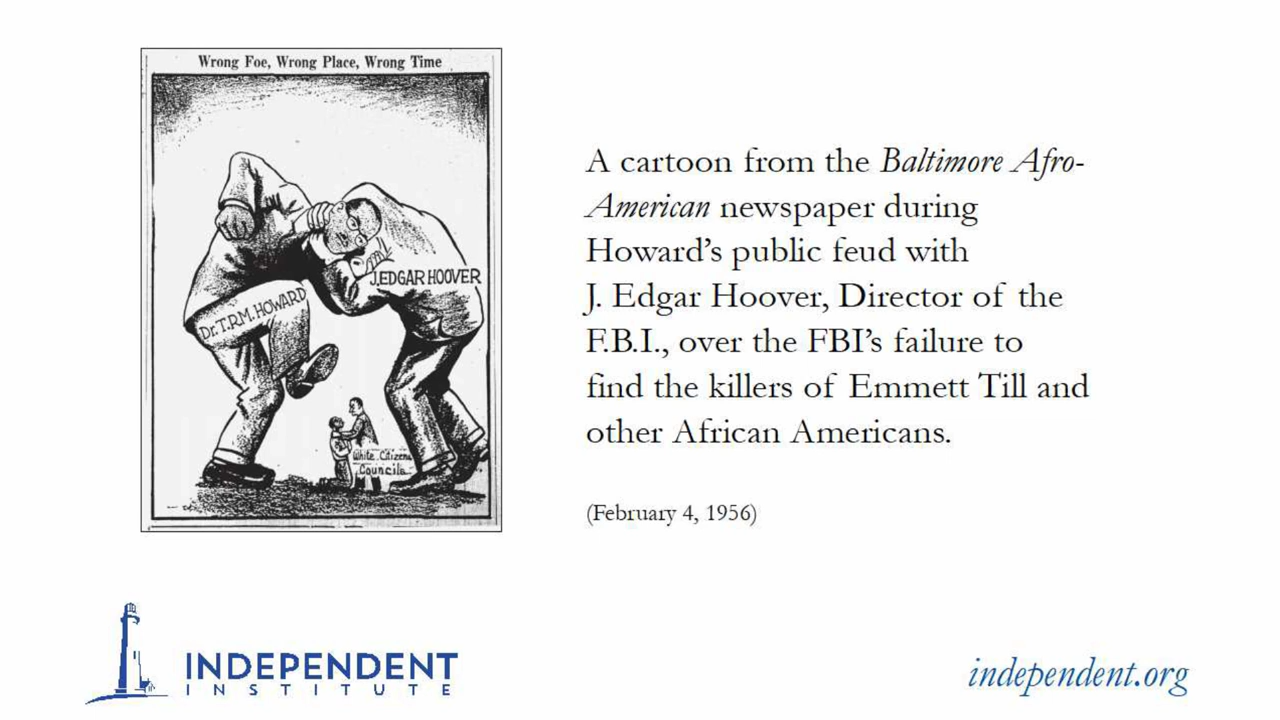 Wrong Foe, Wrong Place, Wrong Time
Dr. T.R.M. HOWARD
J. EDGAR HOOVER
White Citizens
Councils
A cartoon from the Baltimore Afro-
American newspaper during
Howard's public feud with
J. Edgar Hoover, Director of the
F.B.I., over the FBI's failure to
find the killers of Emmett Till and
other African Americans.
(February 4, 1956)
INDEPENDENT
INSTITUTE
independent.org